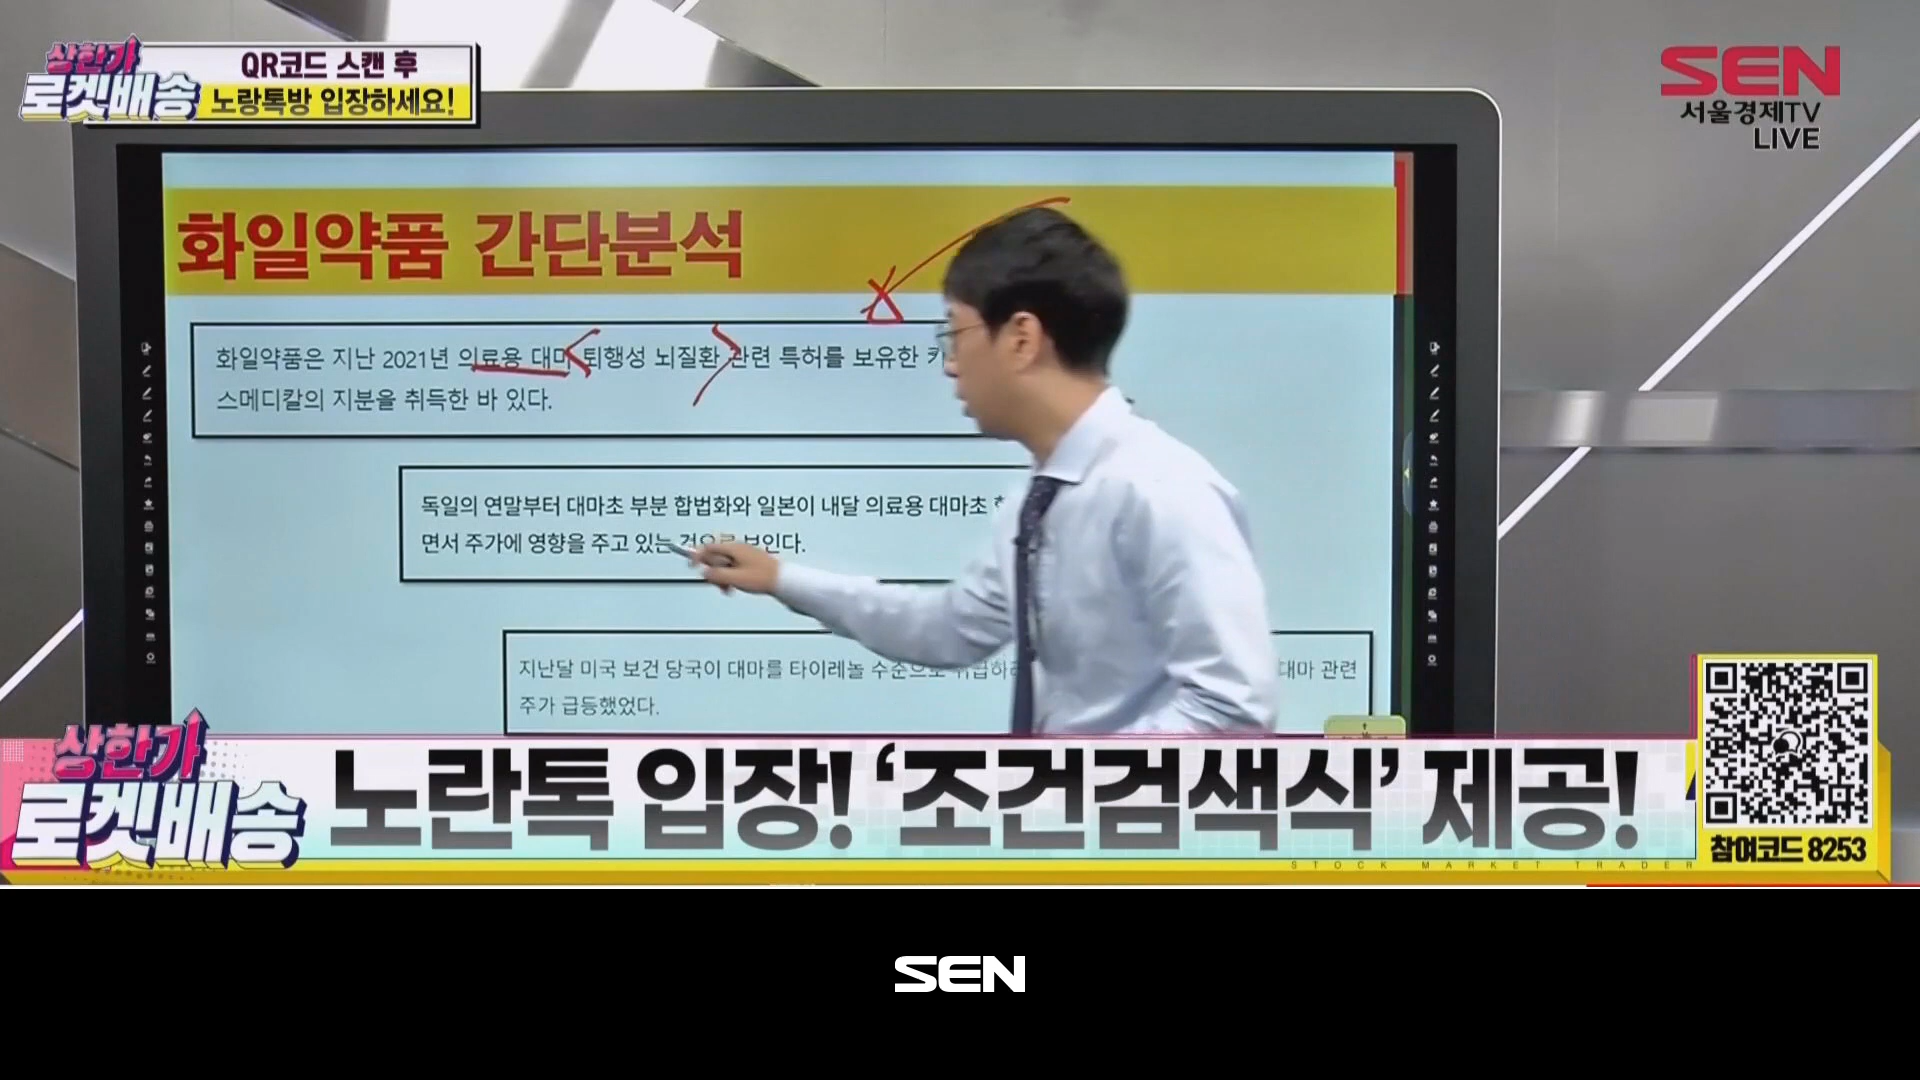 상한가
로켓배송
QR코드 스캔 후
노랑톡방 입장하세요!
SEN
서울경제TV
LIVE
화일약품 간단분석
화일약품은 지난 2021년 의료용 대마 퇴행성 뇌질환 관련 특허를 보유한
스메디칼의 지분을 취득한 바 있다.
독일의 연말부터 대마초 부분 합법화와 일본이 내달 의료용 대마초
면서 주가에 영향을 주고 있는 것으로 보인다.
지난달 미국 보건 당국이 대마를 타이레놀 수준으로 대마 관련
주가 급등했었다.
상한가
로켓배송
노란톡 입장! ‘조건검색식’ 제공!
STOCK MARKET TRADER
참여코드 8253
SEN